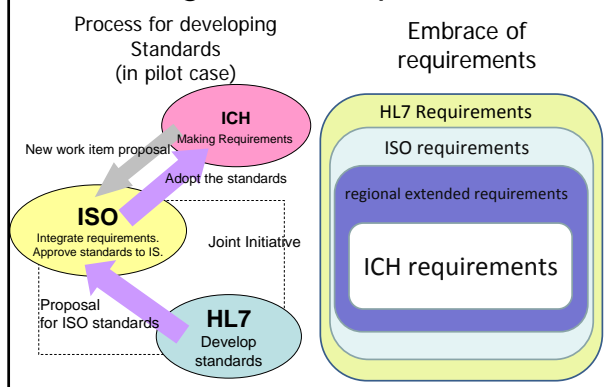 Process for developing
Standards
(in pilot case)
ICH
Making Requirements
New work item proposal
Adopt the standards
ISO
Integrate requirements.
Approve standards to IS.
Joint Initiative
Proposal
for ISO standards
HL7
Develop
standards
Embrace of
requirements
HL7 Requirements
ISO requirements
regional extended requirements
ICH requirements